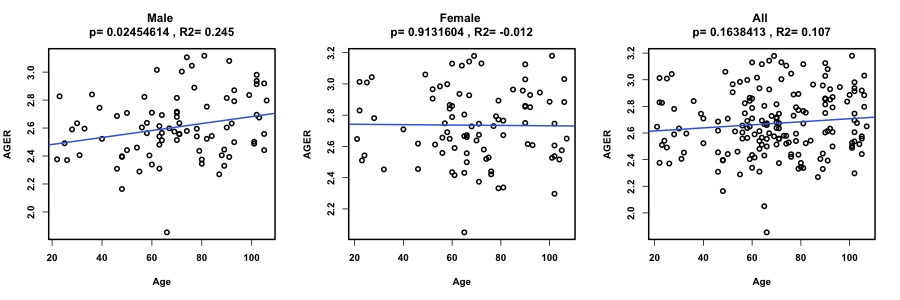 Male
p= 0.02454614 , R2= 0.245
AGER
3.0
2.8
2.6
2.4
2.2
2.0
20 40 60 80 100
Age
Female
p= 0.9131604 , R2= -0.012
AGER
3.2
3.0
2.8
2.6
2.4
2.2
20 40 60 80 100
Age
All
p= 0.1638413 , R2= 0.107
AGER
3.2
3.0
2.8
2.6
2.4
2.2
2.0
20 40 60 80 100
Age